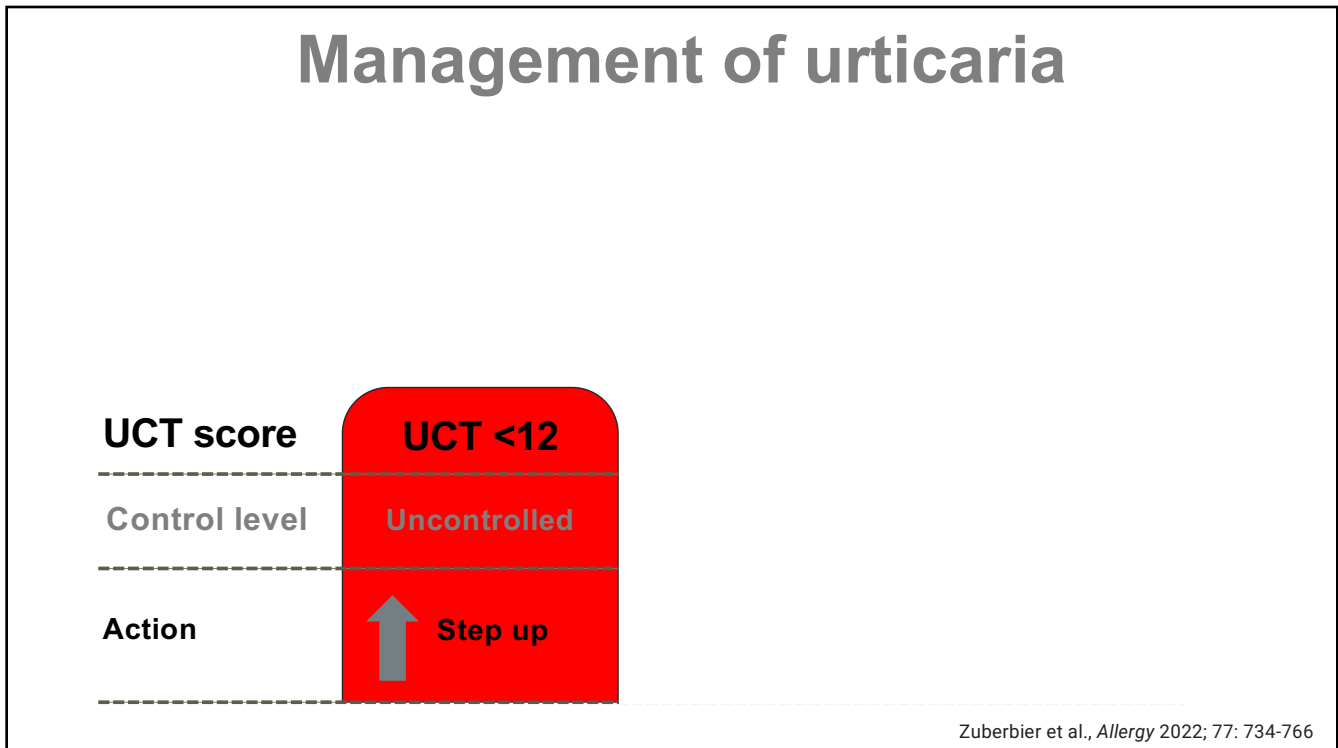 Management of urticaria
UCT score UCT <12
Control level Uncontrolled
Action Step up
Zuberbier et al., Allergy 2022; 77: 734-766